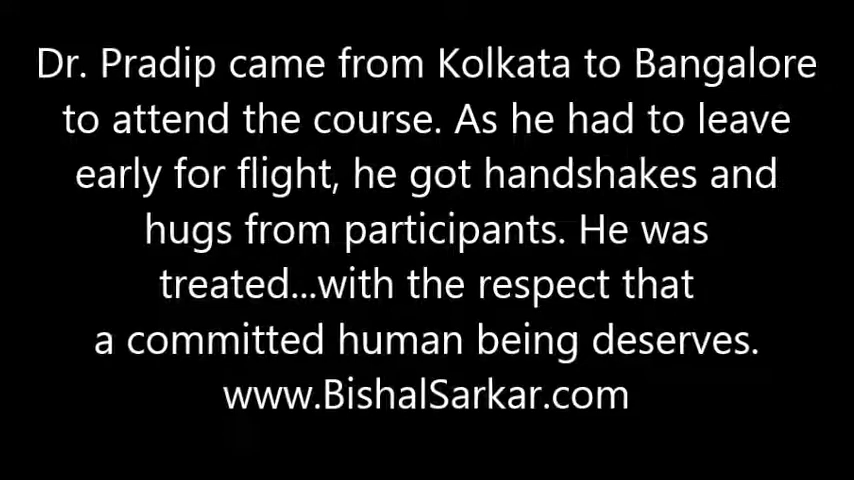 Dr. Pradip came from Kolkata to Bangalore
to attend the course. As he had to leave
early for flight, he got handshakes and
hugs from participants. He was
treated...with the respect that
a committed human being deserves.
www.BishalSarkar.com